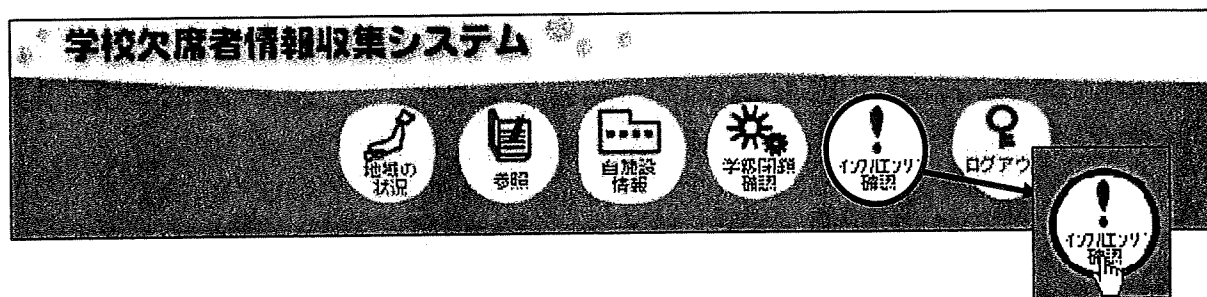 学校欠席者情報収集システム
地域の
状況
参照
自施設
情報
学級閉鎖
確認
インフルエンザ
確認
ログアウ
インフルエンザ
確認